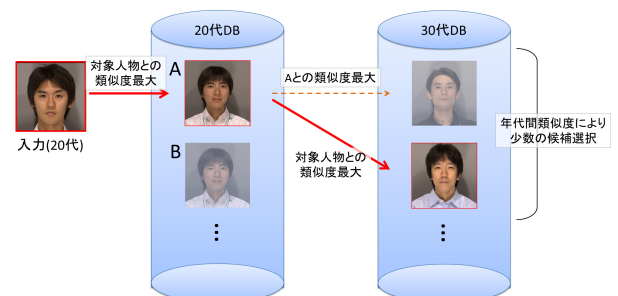 20代DB
30代DB
対象人物との
類似度最大
A
Aとの類似度最大
入力(20代)
年代間類似度により
少数の候補選択
B
対象人物との
類似度最大
⋮
⋮